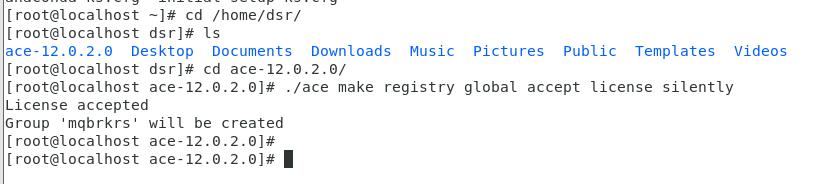 [root@localhost ~]# cd /home/dsr/
[root@localhost dsr]# ls
ace-12.0.2.0 Desktop Documents Downloads Music Pictures Public Templates Videos
[root@localhost dsr]# cd ace-12.0.2.0/
[root@localhost ace-12.0.2.0]# ./ace make registry global accept license silently
License accepted
Group 'mqbrkrs' will be created
[root@localhost ace-12.0.2.0]#
[root@localhost ace-12.0.2.0]#